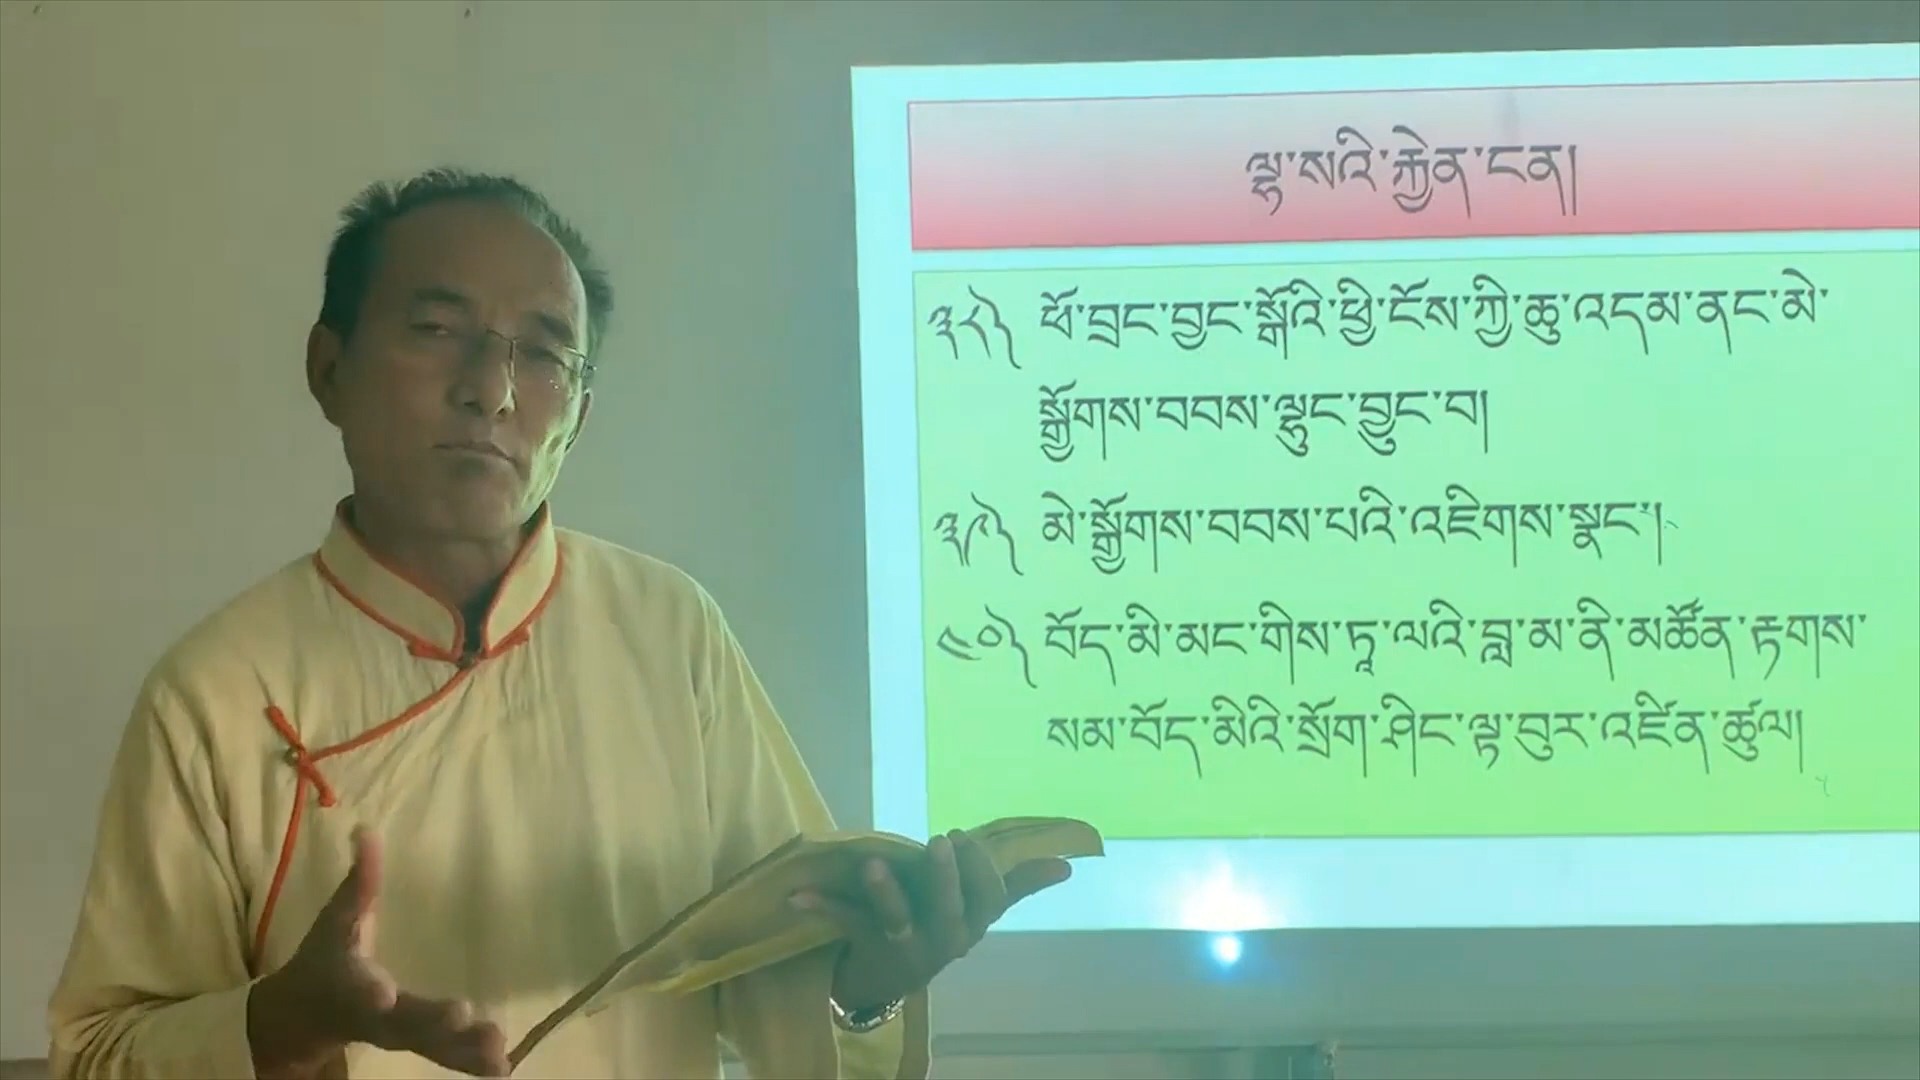 ལྷ་སའི་རྐྱེན་ངན།
༣༨༽ ཕོ་བྲང་བྱང་སྒོའི་ཕྱི་ངོས་ཀྱི་ཆུ་འདམ་ནང་མེ་
སྒྱོགས་བབས་ལྷུང་བྱུང་བ།
༣༩༽ མེ་སྒྱོགས་བབས་པའི་འཇིགས་སྣང་།
༤༠༽ བོད་མི་མང་གིས་ཏཱ་ལའི་བླ་མ་ནི་མཚོན་རྟགས་
སམ་བོད་མིའི་སྲོག་ཤིང་ལྟ་བུར་འཛིན་ཚུལ།